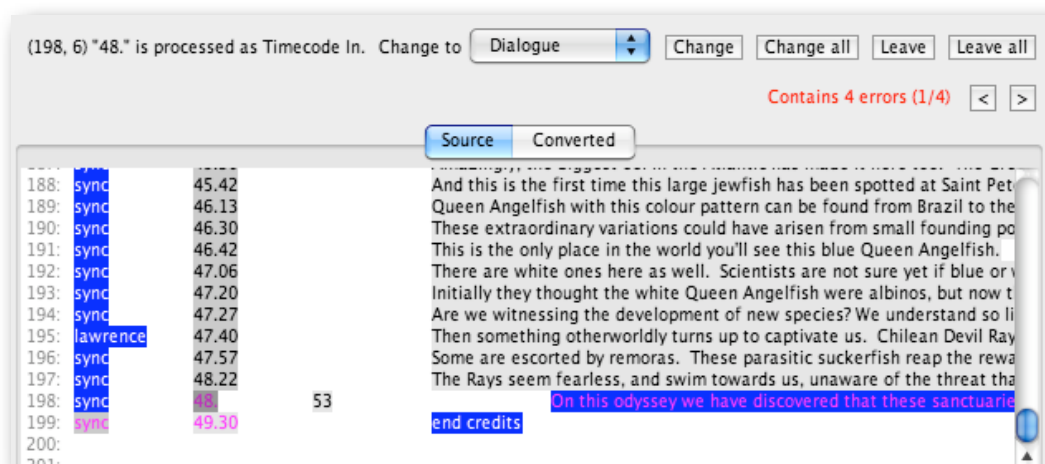 (198, 6) "48." is processed as Timecode In. Change to Dialogue Change Change all Leave Leave all
Contains 4 errors (1/4) < >
Source Converted
188: sync 45.42 And this is the first time this large jewfish has been spotted at Saint Pet
189: sync 46.13 Queen Angelfish with this colour pattern can be found from Brazil to the
190: sync 46.30 These extraordinary variations could have arisen from small founding po
191: sync 46.42 This is the only place in the world you'll see this blue Queen Angelfish.
192: sync 47.06 There are white ones here as well. Scientists are not sure yet if blue or
193: sync 47.20 Initially they thought the white Queen Angelfish were albinos, but now t
194: sync 47.27 Are we witnessing the development of new species? We understand so li
195: lawrence 47.40 Then something otherworldly turns up to captivate us. Chilean Devil Ray
196: sync 47.57 Some are escorted by remoras. These parasitic suckerfish reap the rewa
197: sync 48.22 The Rays seem fearless, and swim towards us, unaware of the threat tha
198: sync 48. 53 On this odyssey we have discovered that these sanctuarie
199: sync 49.30 end credits
200: